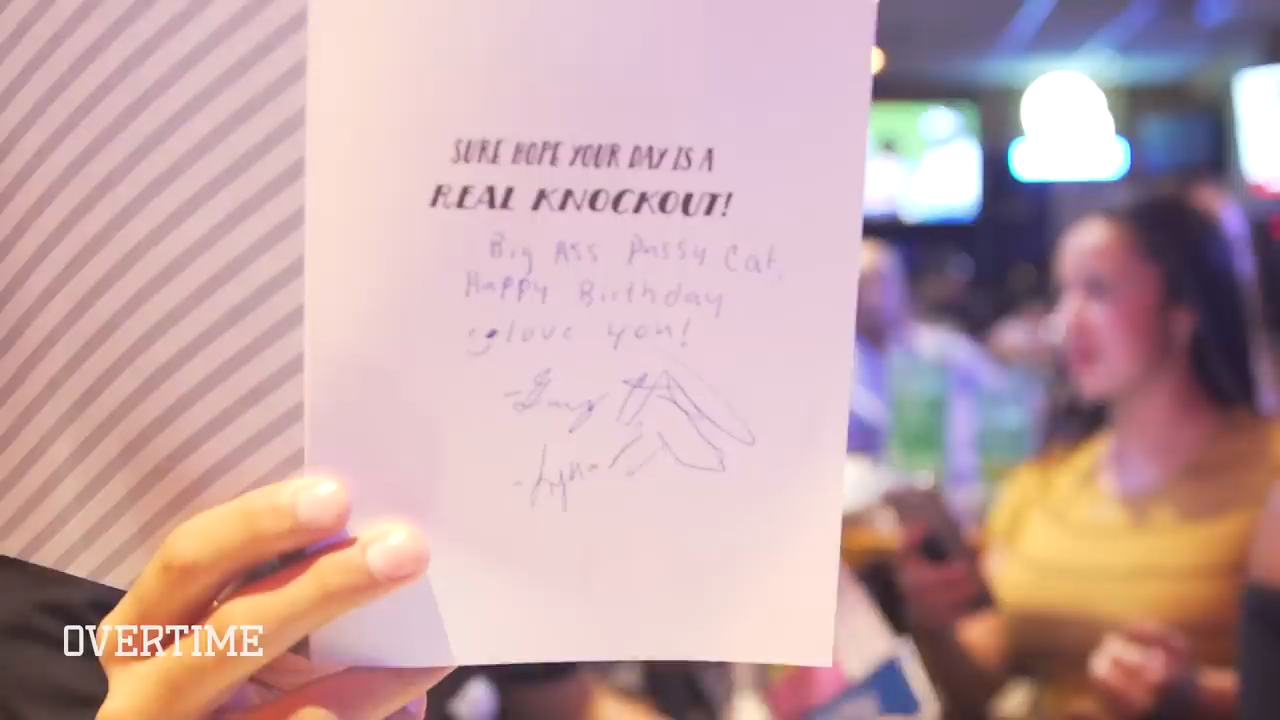 SURE HOPE YOUR DAY IS A
REAL KNOCKOUT!
Big Ass Pussy Cat,
Happy Birthday
love you!
OVERTIME